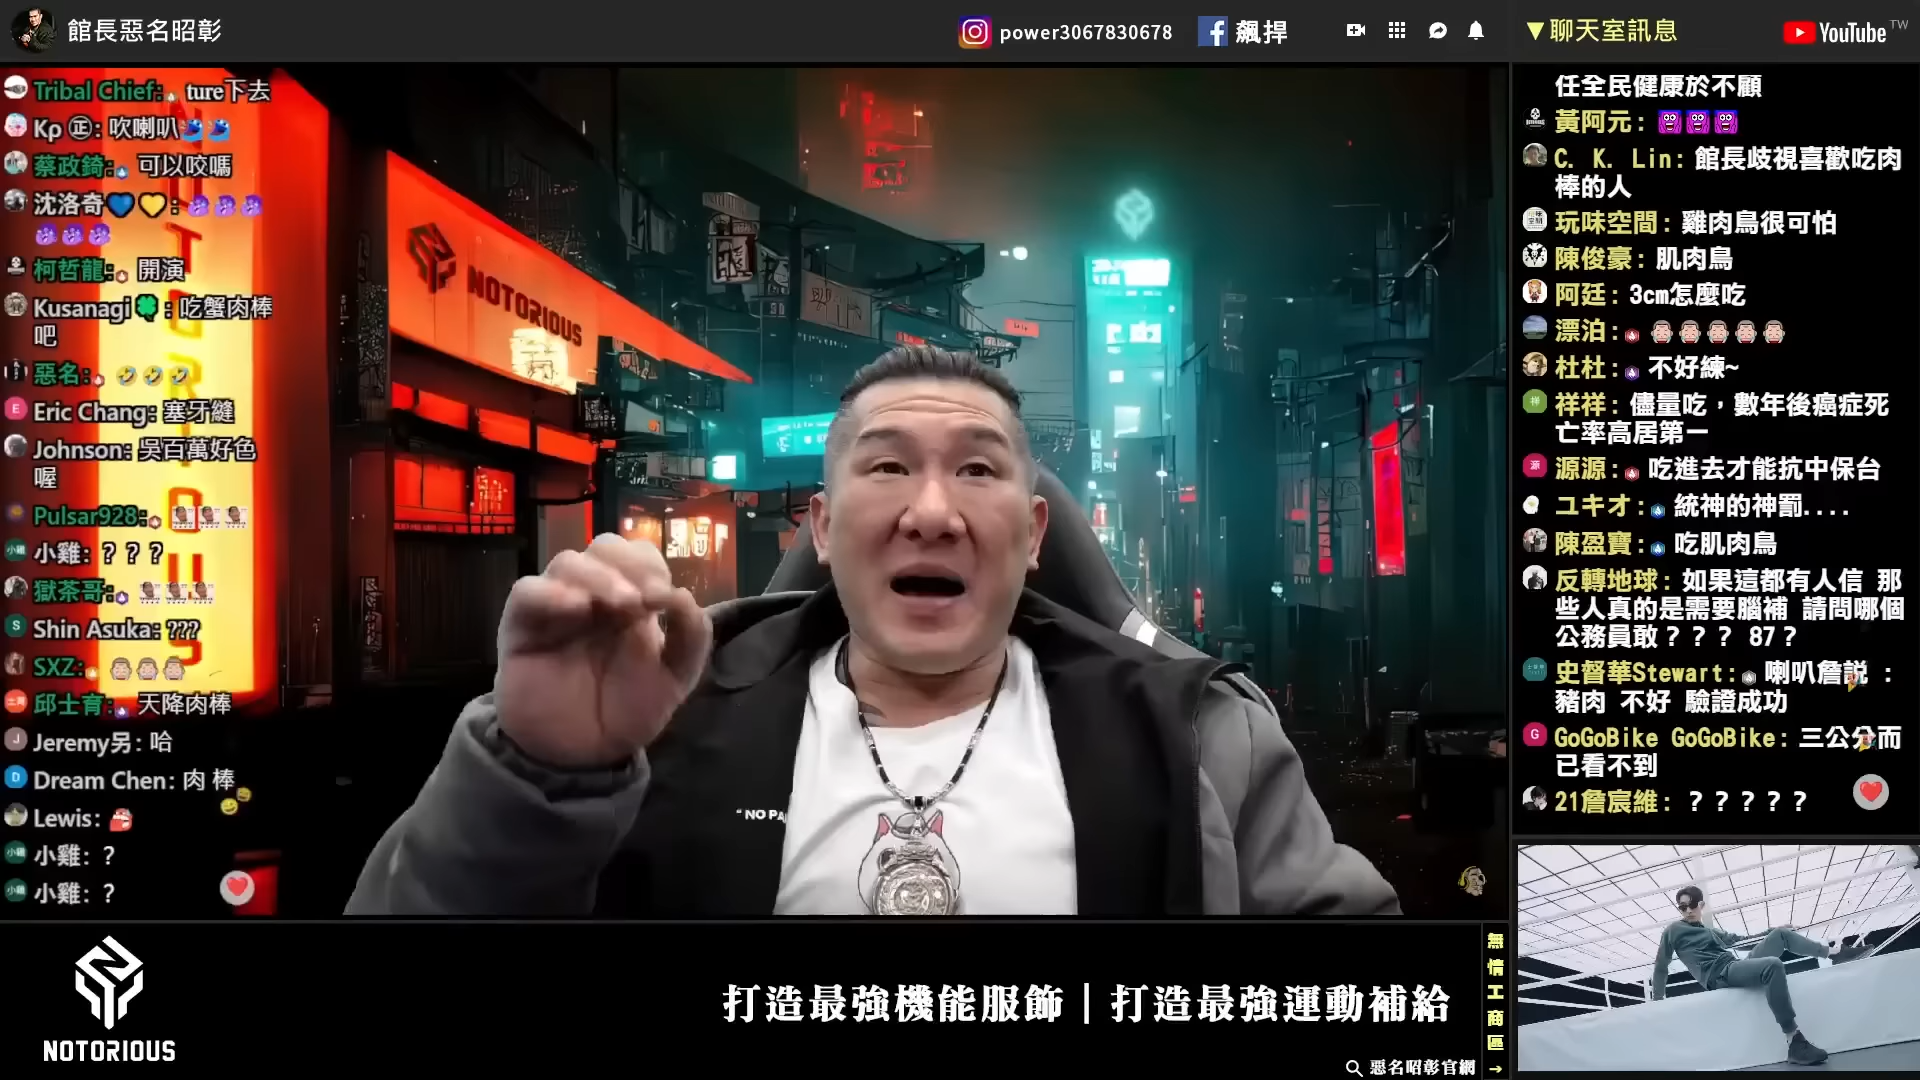 館長惡名昭彰
power3067830678
飆捍
▼聊天室訊息
YouTube TW
Tribal Chief: ture下去
Kp ㊣: 吹喇叭
蔡政錡: 可以咬嗎
沈洛奇💙💛:
柯哲龍: 開演
Kusanagi🍀: 吃蟹肉棒
吧
惡名: 🤣🤣🤣
Eric Chang: 塞牙縫
Johnson: 吳百萬好色
喔
Pulsar928:
小雞: ？？？
獄茶哥:
Shin Asuka: ???
SXZ:
邱士育: 天降肉棒
Jeremy另: 哈
Dream Chen: 肉 棒
Lewis:
小雞: ？
小雞: ？
NOTORIOUS
"NO PA
任全民健康於不顧
黃阿元:
C. K. Lin: 館長歧視喜歡吃肉
棒的人
玩味空間: 雞肉鳥很可怕
陳俊豪: 肌肉鳥
阿廷: 3cm怎麼吃
漂泊:
杜杜: 不好練~
祥祥: 儘量吃，數年後癌症死
亡率高居第一
源源: 吃進去才能抗中保台
ユキオ: 統神的神罰....
陳盈寶: 吃肌肉鳥
反轉地球: 如果這都有人信 那
些人真的是需要腦補 請問哪個
公務員敢？？？ 87？
史督華Stewart: 喇叭詹説 :
豬肉 不好 驗證成功
GoGoBike GoGoBike: 三公分而
已看不到
21詹宸維: ？？？？？
NOTORIOUS
打造最強機能服飾｜打造最強運動補給
惡名昭彰官網
無情工商區→